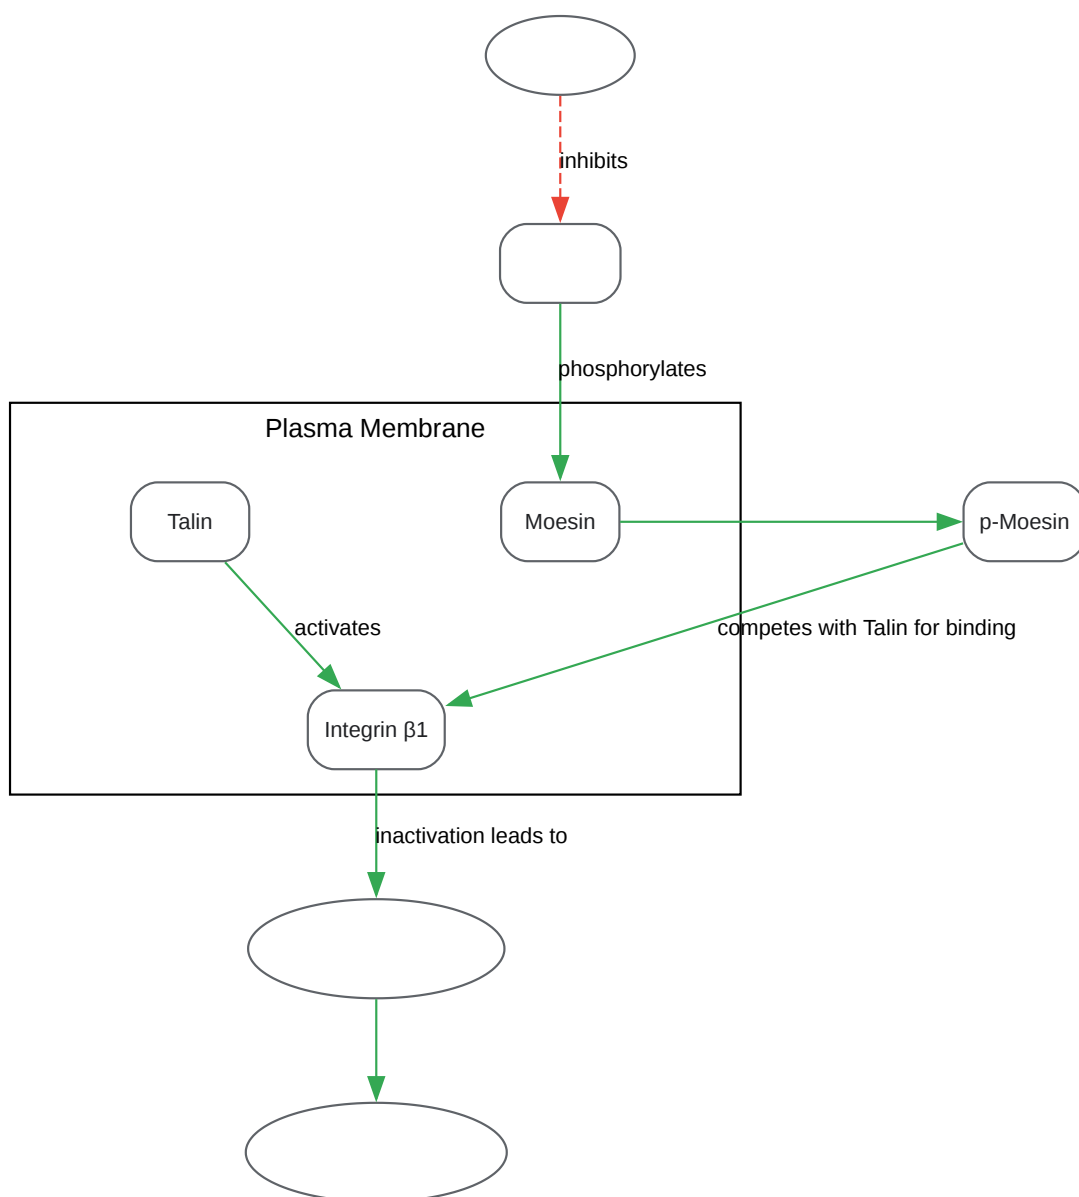 inhibits
phosphorylates
Plasma Membrane
Talin
Moesin
p-Moesin
activates
competes with Talin for binding
Integrin β1
inactivation leads to